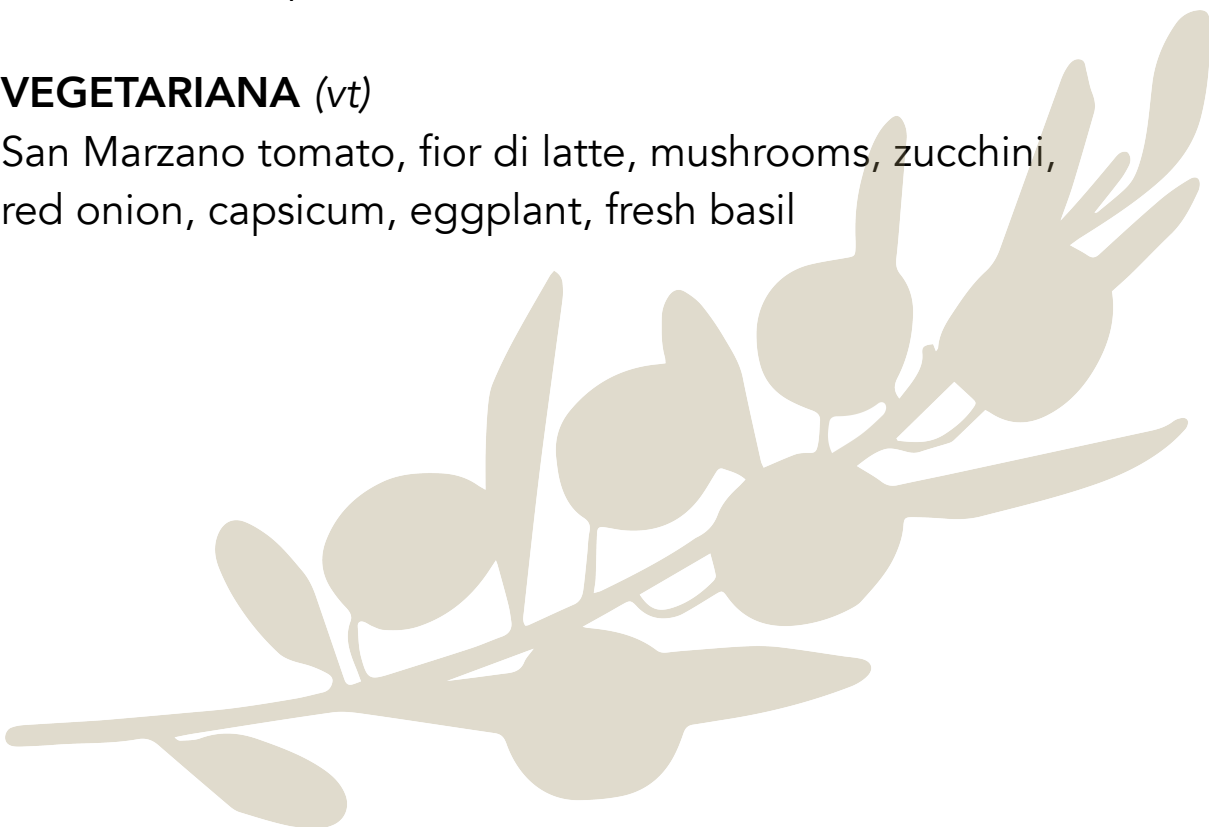 VEGETARIANA (vt)
San Marzano tomato, fior di latte, mushrooms, zucchini,
red onion, capsicum, eggplant, fresh basil